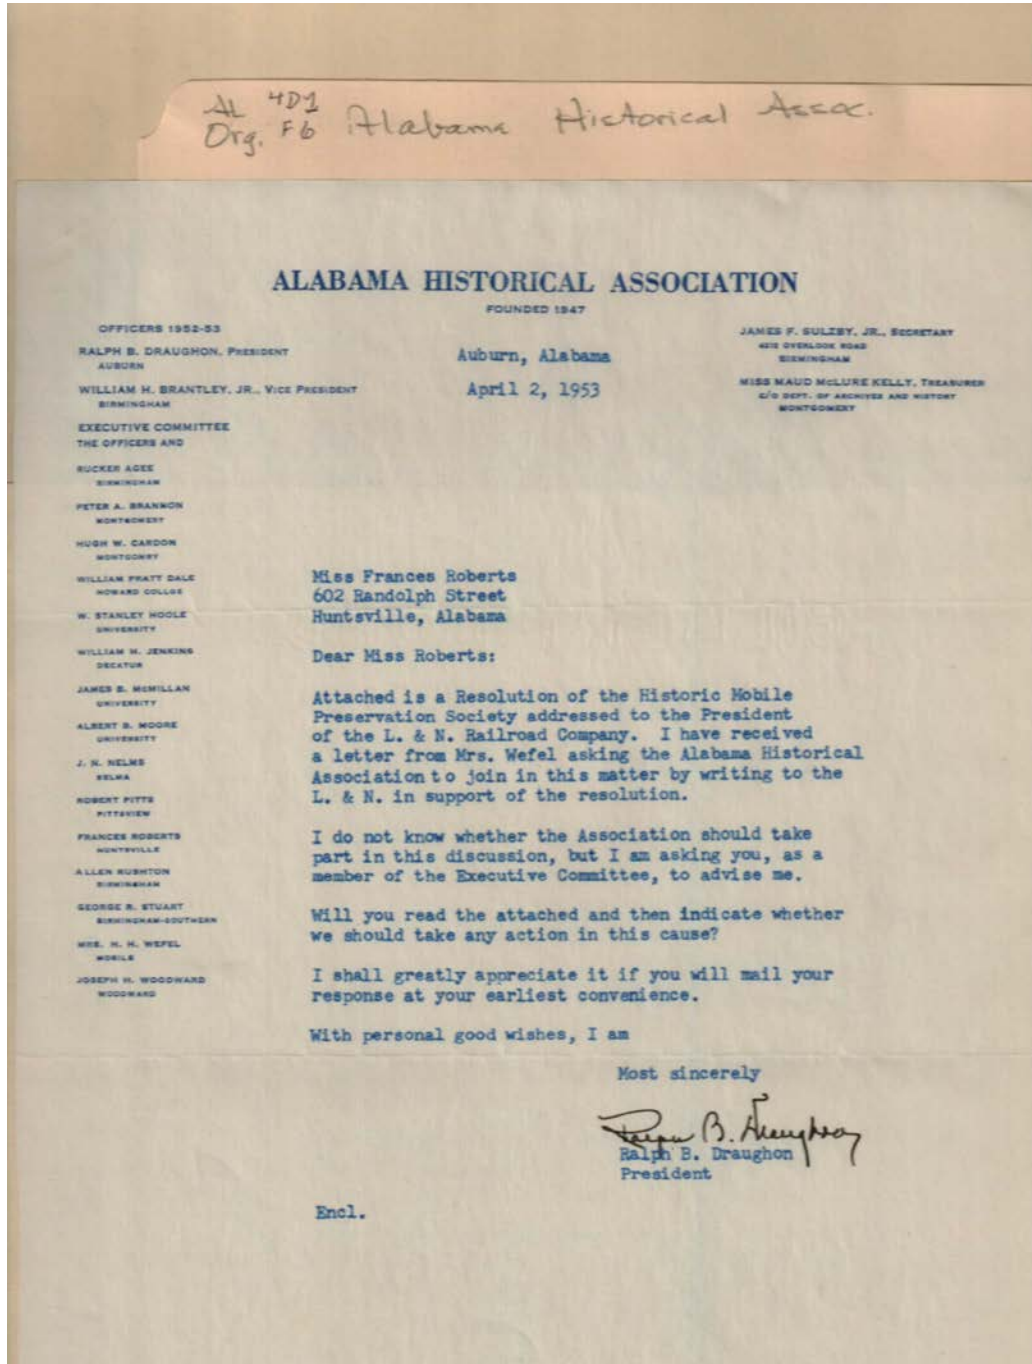 AL 4D1
Org. F6 Alabama Historical Assoc.
ALABAMA HISTORICAL ASSOCIATION
FOUNDED 1947
OFFICERS 1952-53
RALPH B. DRAUGHON, PRESIDENT
AUBURN
WILLIAM H. BRANTLEY, JR., VICE PRESIDENT
BIRMINGHAM
EXECUTIVE COMMITTEE
THE OFFICERS AND
RUCKER AGEE
BIRMINGHAM
PETER A. BRANNON
MONTGOMERY
HUGH W. CARDON
MONTGOMRY
WILLIAM PRATT DALE
HOWARD COLLGE
W. STANLEY HOOLE
UNIVERSITY
WILLIAM H. JENKINS
DECATUR
JAMES B. MCMILLAN
UNIVERSITY
ALBERT B. MOORE
UNIVERSITY
J. N. NELMS
SELMA
ROBERT PITTS
PITTSVIEW
FRANCES ROBERTS
HUNTSVILLE
ALLEN RUSHTON
BIRMINGHAM
GEORGE R. STUART
BIRMINGHAM-SOUTHERN
MRS. H. H. WEFEL
MOBILE
JOSEPH H. WOODWARD
WOODWARD
Auburn, Alabama
April 2, 1953
JAMES F. SULZBY, JR., SECRETARY
4212 OVERLOOK ROAD
BIRMINGHAM
MISS MAUD McLURE KELLY, TREASURER
C/O DEPT. OF ARCHIVES AND HISTORY
MONTGOMERY
Miss Frances Roberts
602 Randolph Street
Huntsville, Alabama
Dear Miss Roberts:
Attached is a Resolution of the Historic Mobile
Preservation Society addressed to the President
of the L. & N. Railroad Company. I have received
a letter from Mrs. Wefel asking the Alabama Historical
Association to join in this matter by writing to the
L. & N. in support of the resolution.
I do not know whether the Association should take
part in this discussion, but I am asking you, as a
member of the Executive Committee, to advise me.
Will you read the attached and then indicate whether
we should take any action in this cause?
I shall greatly appreciate it if you will mail your
response at your earliest convenience.
With personal good wishes, I am
Most sincerely
Ralph B. Draughon
Ralph B. Draughon
President
Encl.